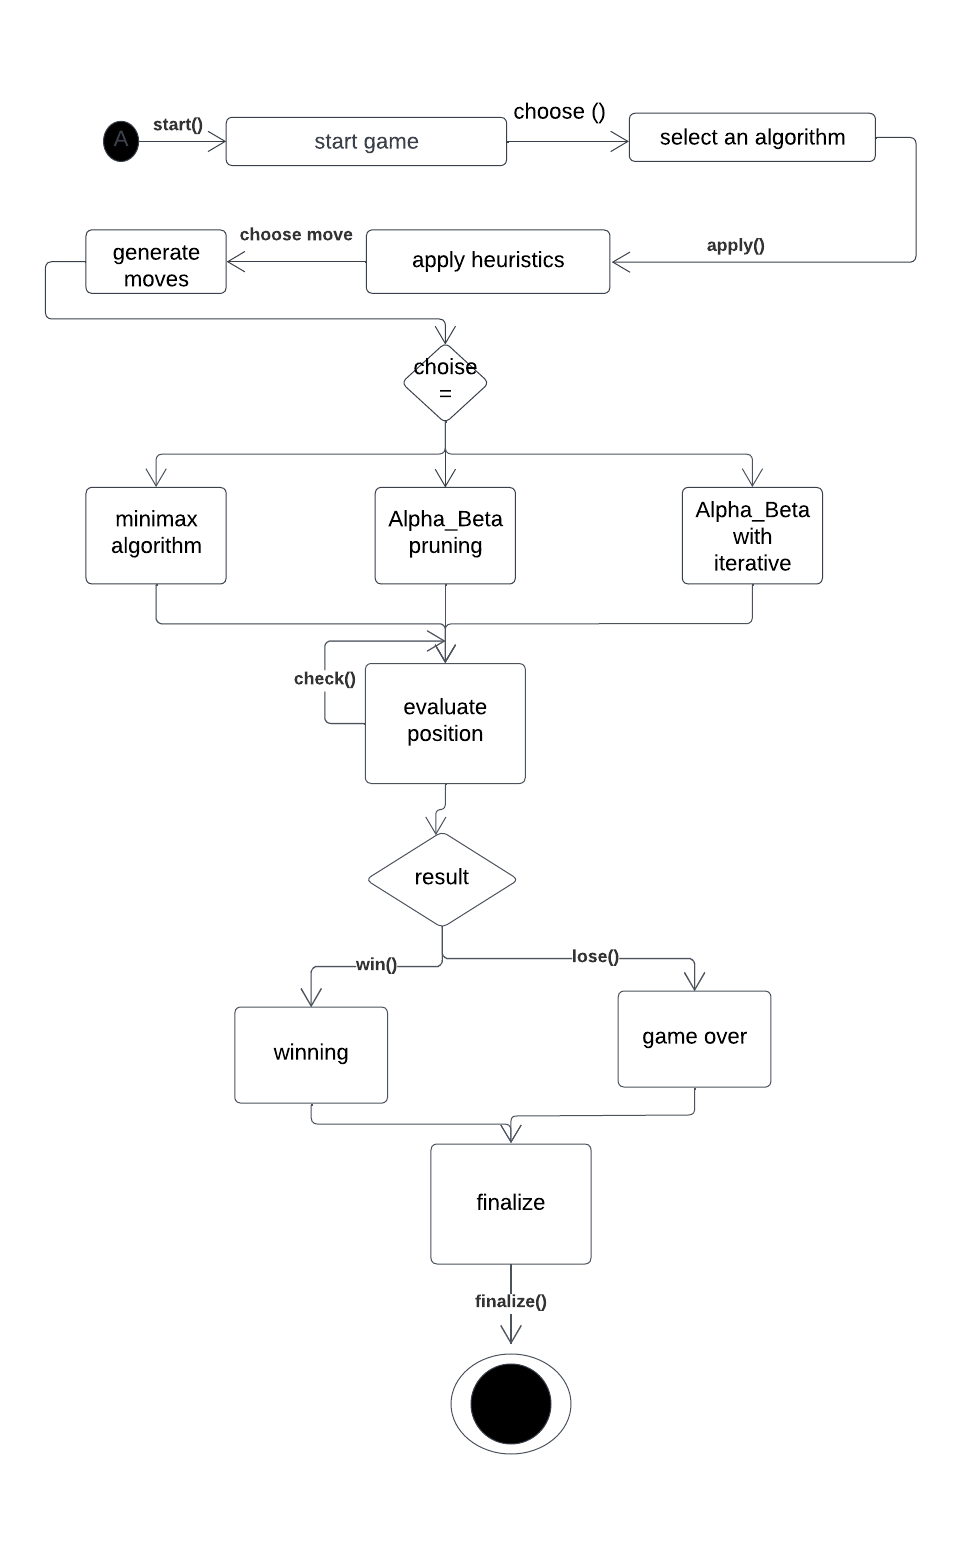 choose ()
start()
A
start game
select an algorithm
choose move
apply()
generate
moves
apply heuristics
choise
=
minimax
algorithm
Alpha_Beta
pruning
Alpha_Beta
with
iterative
check()
evaluate
position
result
win()
lose()
winning
game over
finalize
finalize()